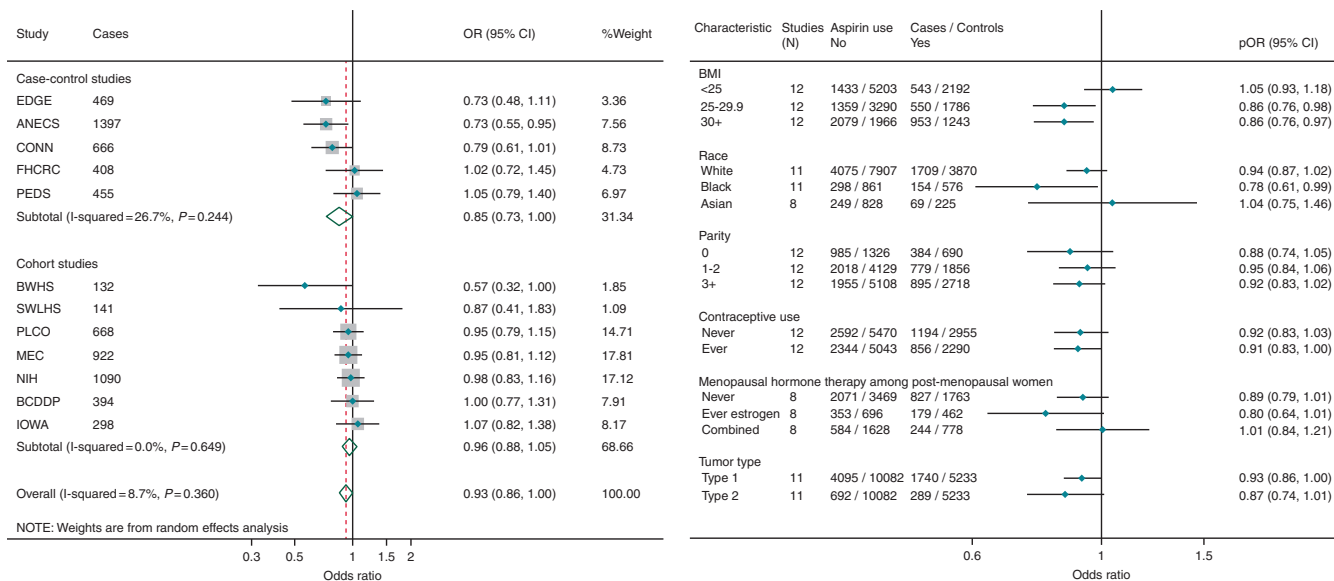 Study Cases OR (95% CI) %Weight
Case-control studies
EDGE 469 0.73 (0.48, 1.11) 3.36
ANECS 1397 0.73 (0.55, 0.95) 7.56
CONN 666 0.79 (0.61, 1.01) 8.73
FHCRC 408 1.02 (0.72, 1.45) 4.73
PEDS 455 1.05 (0.79, 1.40) 6.97
Subtotal (I-squared = 26.7%, P = 0.244) 0.85 (0.73, 1.00) 31.34
Cohort studies
BWHS 132 0.57 (0.32, 1.00) 1.85
SWLHS 141 0.87 (0.41, 1.83) 1.09
PLCO 668 0.95 (0.79, 1.15) 14.71
MEC 922 0.95 (0.81, 1.12) 17.81
NIH 1090 0.98 (0.83, 1.16) 17.12
BCDDP 394 1.00 (0.77, 1.31) 7.91
IOWA 298 1.07 (0.82, 1.38) 8.17
Subtotal (I-squared = 0.0%, P = 0.649) 0.96 (0.88, 1.05) 68.66
Overall (I-squared = 8.7%, P = 0.360) 0.93 (0.86, 1.00) 100.00
NOTE: Weights are from random effects analysis
0.3 0.5 1 1.5 2
Odds ratio
Characteristic Studies Aspirin use Cases / Controls
(N) No Yes pOR (95% CI)
BMI
<25 12 1433 / 5203 543 / 2192 1.05 (0.93, 1.18)
25-29.9 12 1359 / 3290 550 / 1786 0.86 (0.76, 0.98)
30+ 12 2079 / 1966 953 / 1243 0.86 (0.76, 0.97)
Race
White 11 4075 / 7907 1709 / 3870 0.94 (0.87, 1.02)
Black 11 298 / 861 154 / 576 0.78 (0.61, 0.99)
Asian 8 249 / 828 69 / 225 1.04 (0.75, 1.46)
Parity
0 12 985 / 1326 384 / 690 0.88 (0.74, 1.05)
1-2 12 2018 / 4129 779 / 1856 0.95 (0.84, 1.06)
3+ 12 1955 / 5108 895 / 2718 0.92 (0.83, 1.02)
Contraceptive use
Never 12 2592 / 5470 1194 / 2955 0.92 (0.83, 1.03)
Ever 12 2344 / 5043 856 / 2290 0.91 (0.83, 1.00)
Menopausal hormone therapy among post-menopausal women
Never 8 2071 / 3469 827 / 1763 0.89 (0.79, 1.01)
Ever estrogen 8 353 / 696 179 / 462 0.80 (0.64, 1.01)
Combined 8 584 / 1628 244 / 778 1.01 (0.84, 1.21)
Tumor type
Type 1 11 4095 / 10082 1740 / 5233 0.93 (0.86, 1.00)
Type 2 11 692 / 10082 289 / 5233 0.87 (0.74, 1.01)
0.6 1 1.5
Odds ratio